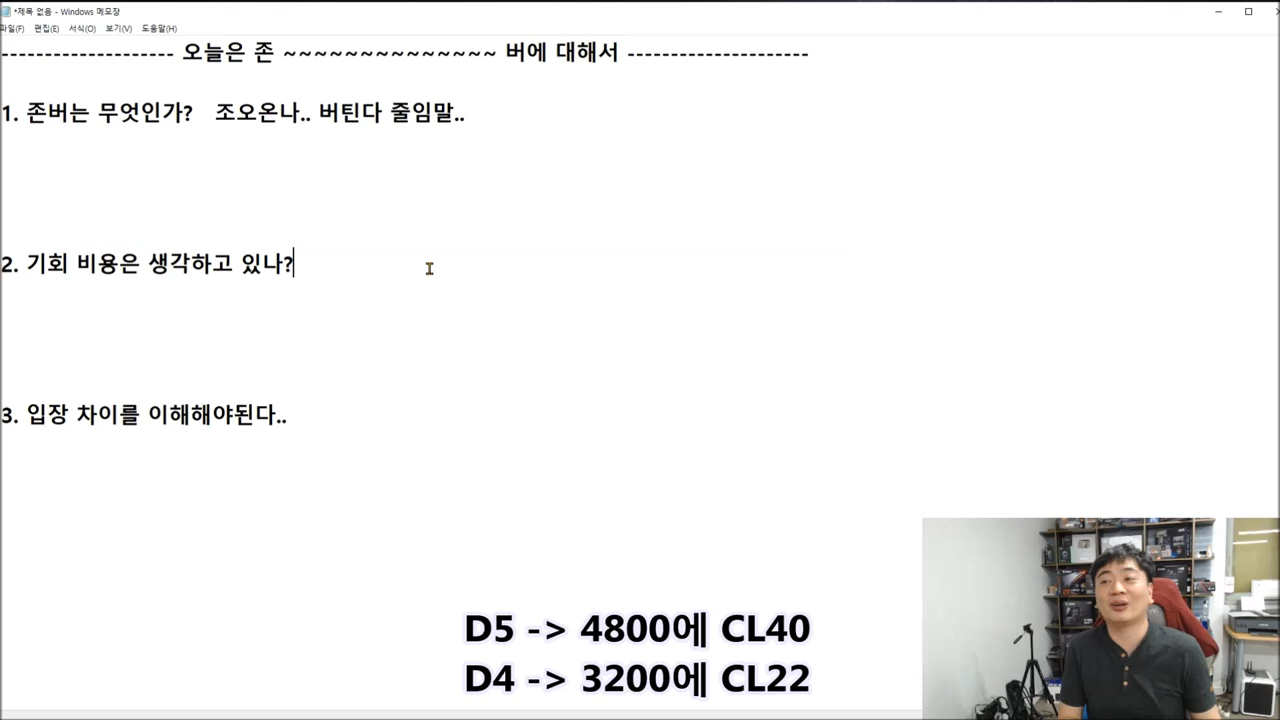 *제목 없음 - Windows 메모장
파일(F) 편집(E) 서식(O) 보기(V) 도움말(H)
-------------------- 오늘은 존 ~~~~~~~~~~~~~~ 버에 대해서 ---------------------
1. 존버는 무엇인가? 조오온나.. 버틴다 줄임말..
2. 기회 비용은 생각하고 있나?
3. 입장 차이를 이해해야된다..
D5 -> 4800에 CL40
D4 -> 3200에 CL22